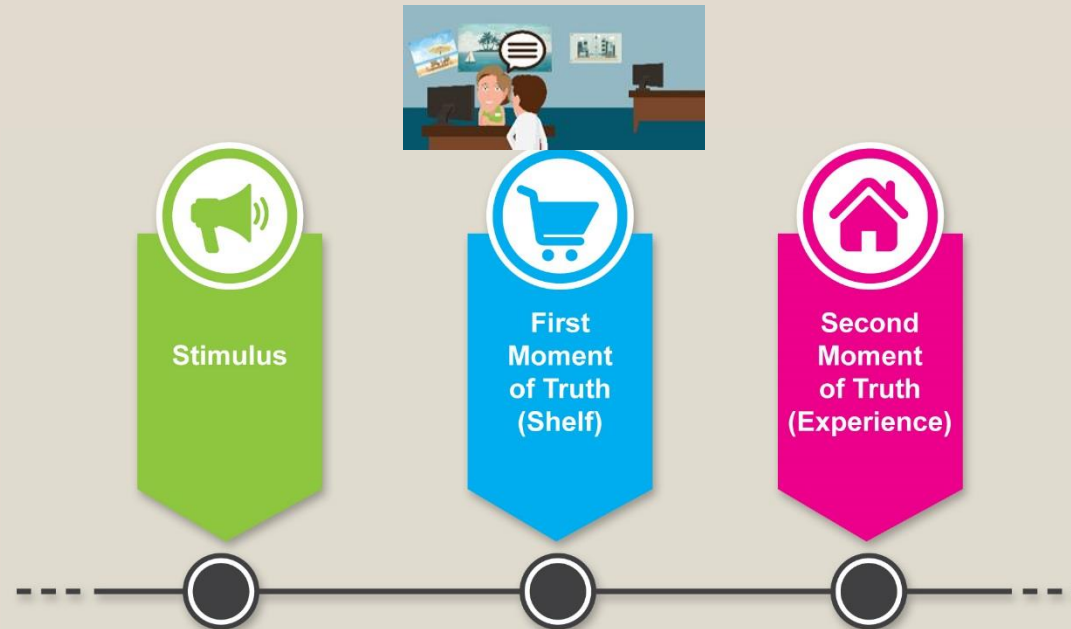 Stimulus
First
Moment
of Truth
(Shelf)
Second
Moment
of Truth
(Experience)